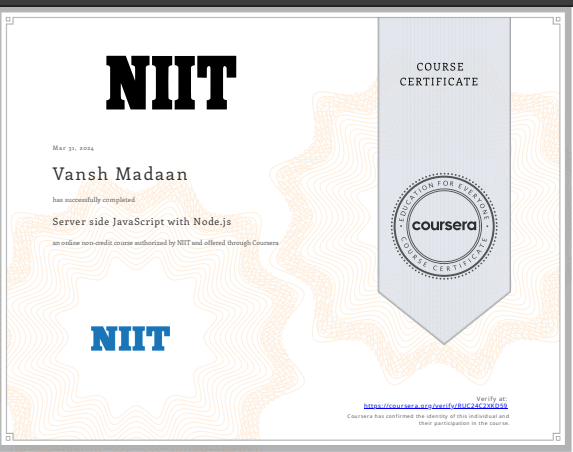 NIIT
COURSE
CERTIFICATE
Mar 31, 2024
Vansh Madaan
has successfully completed
Server side JavaScript with Node.js
an online non-credit course authorized by NIIT and offered through Coursera
EDUCATION FOR EVERYONE
coursera
COURSE CERTIFICATE
NIIT
Verify at:
https://coursera.org/verify/RUC24C2XKD59
Coursera has confirmed the identity of this individual and
their participation in the course.